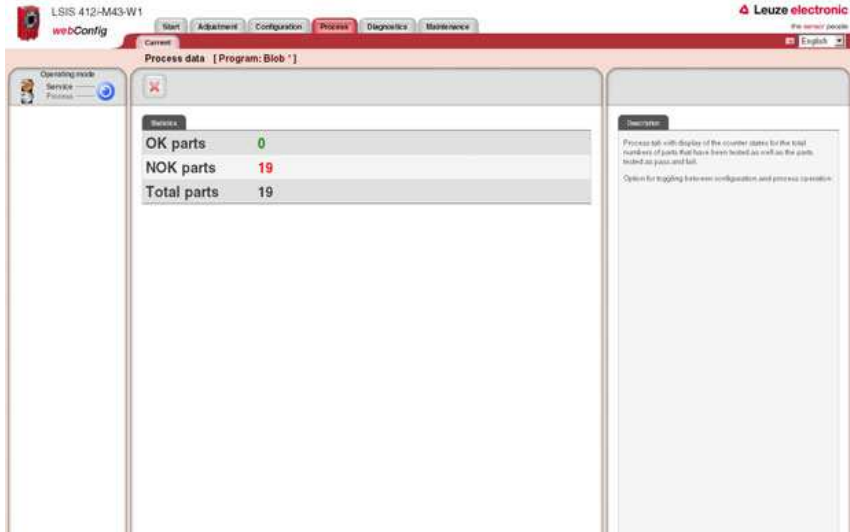 LSIS 412i-M43-W1
webConfig
Start Adjustment Configuration Process Diagnostics Maintenance
Leuze electronic
the sensor people
Current
English
Process data [Program: Blob * ]
Operating mode
Service
Process
Statistics
OK parts 0
NOK parts 19
Total parts 19
Description
Process tab with display of the counter states for the total
numbers of parts that have been tested as well as the parts
tested as pass and fail.
Option for toggling between configuration and process operation